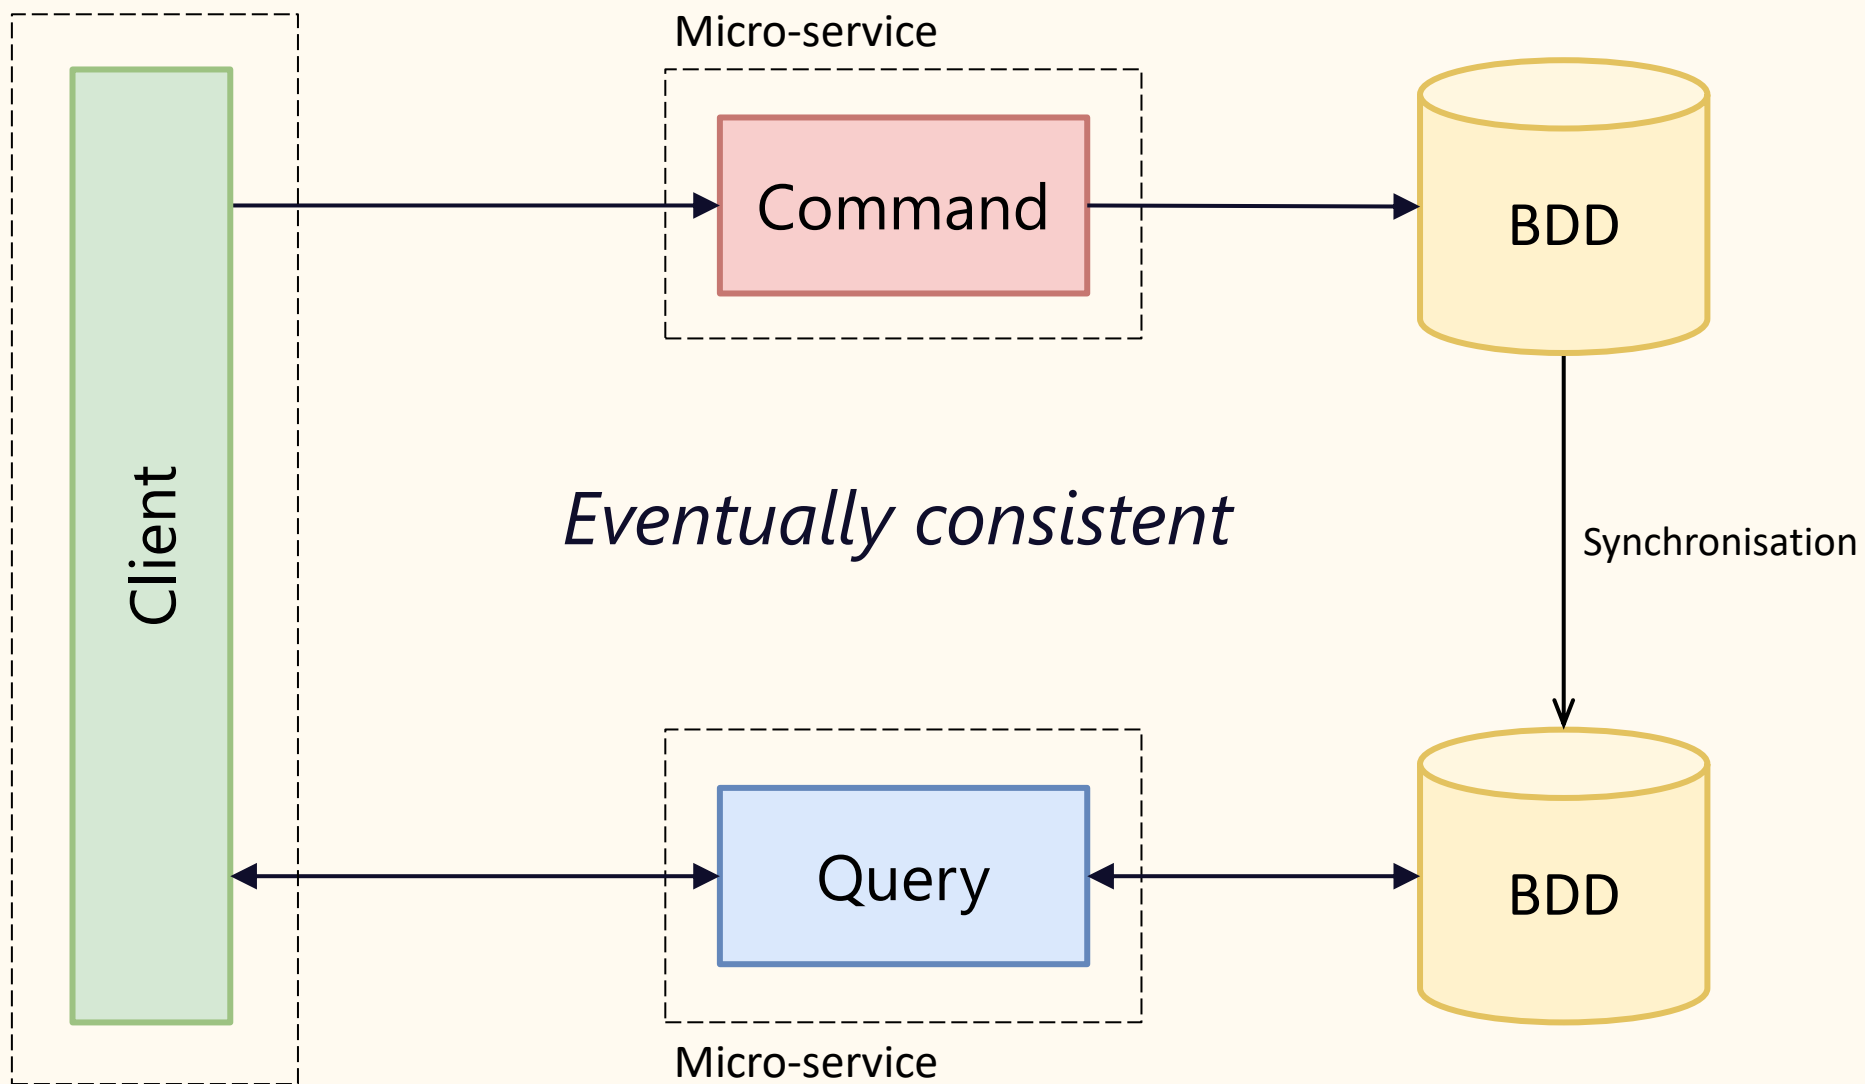 Micro-service
Command
BDD
Client
Eventually consistent
Synchronisation
Query
BDD
Micro-service